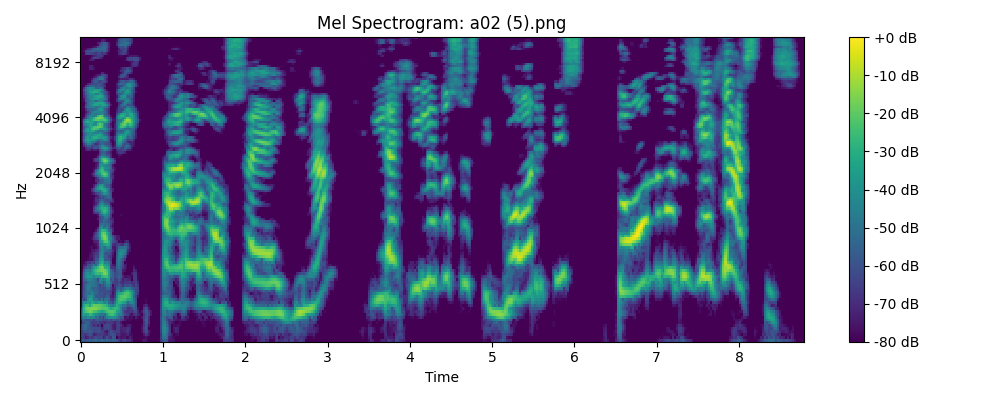 Mel Spectrogram: a02 (5).png
Hz
8192
4096
2048
1024
512
0
0 1 2 3 4 5 6 7 8
Time
+0 dB
-10 dB
-20 dB
-30 dB
-40 dB
-50 dB
-60 dB
-70 dB
-80 dB